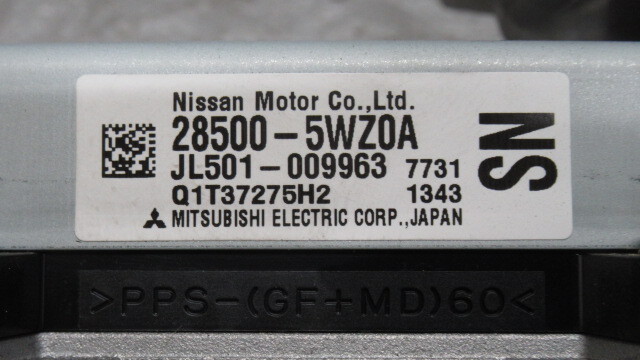 Nissan Motor Co.,Ltd.
28500-5WZ0A
JL501-009963 7731
Q1T37275H2 1343
MITSUBISHI ELECTRIC CORP.,JAPAN
NS
>PPS-(GF+MD)60<